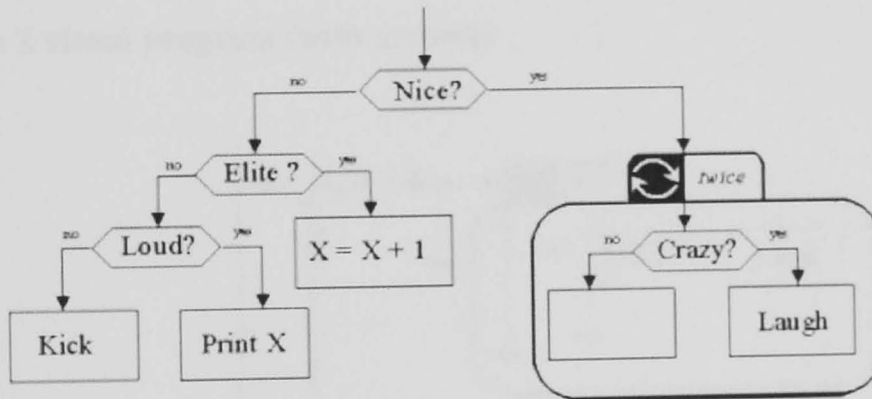 no
Nice?
yes
no
Elite ?
yes
twice
no
Loud?
yes
X = X + 1
no
Crazy?
yes
Kick
Print X
Laugh